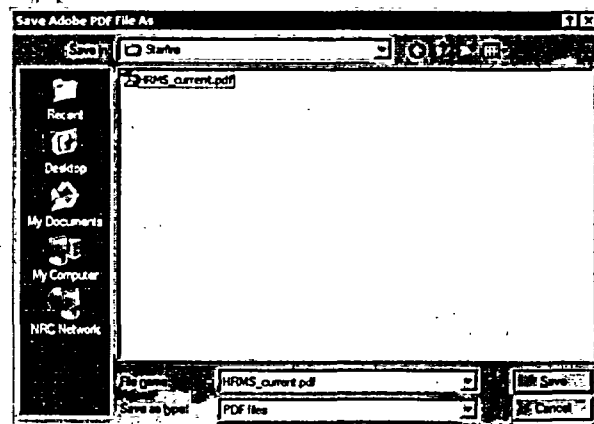 Save Adobe PDF File As
Save in: Starfire
HRMS_current.pdf
Recent
Desktop
My Documents
My Computer
NRC Network
File name: HRMS_current.pdf
Save as type: PDF files
Save
Cancel